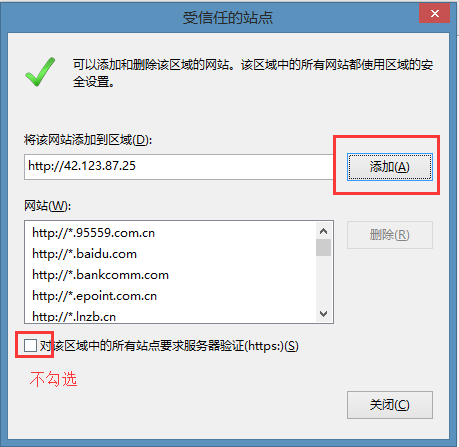 受信任的站点
可以添加和删除该区域的网站。该区域中的所有网站都使用区域的安
全设置。
将该网站添加到区域(D):
http://42.123.87.25
添加(A)
网站(W):
http://*.95559.com.cn
http://*.baidu.com
http://*.bankcomm.com
http://*.epoint.com.cn
http://*.lnzb.cn
删除(R)
对该区域中的所有站点要求服务器验证(https:)(S)
不勾选
关闭(C)